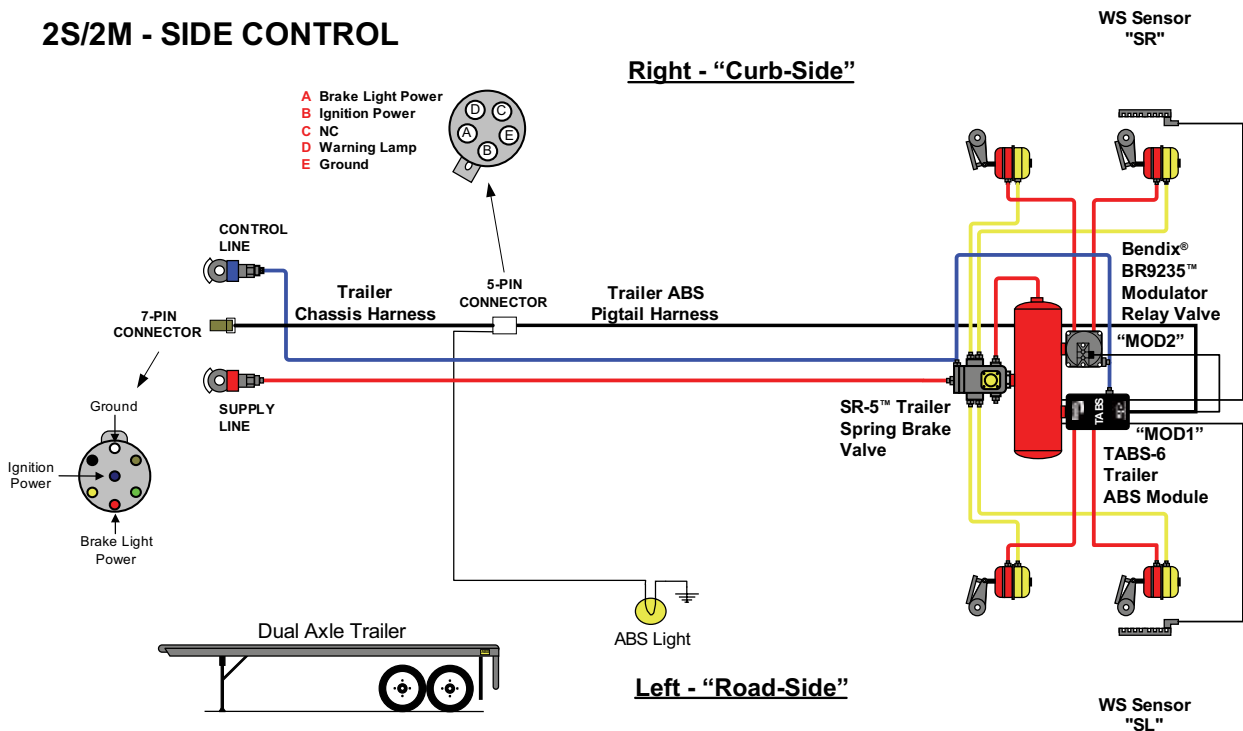 2S/2M - SIDE CONTROL
WS Sensor
"SR"
Right - “Curb-Side”
A Brake Light Power
B Ignition Power
C NC
D Warning Lamp
E Ground
D
C
A
E
B
CONTROL
LINE
7-PIN
CONNECTOR
Trailer
Chassis Harness
5-PIN
CONNECTOR
Trailer ABS
Pigtail Harness
Bendix®
BR9235™
Modulator
Relay Valve
“MOD2”
SUPPLY
LINE
SR-5™ Trailer
Spring Brake
Valve
TABS
“MOD1”
TABS-6
Trailer
ABS Module
Ground
Ignition
Power
Brake Light
Power
ABS Light
Dual Axle Trailer
Left - “Road-Side”
WS Sensor
"SL"